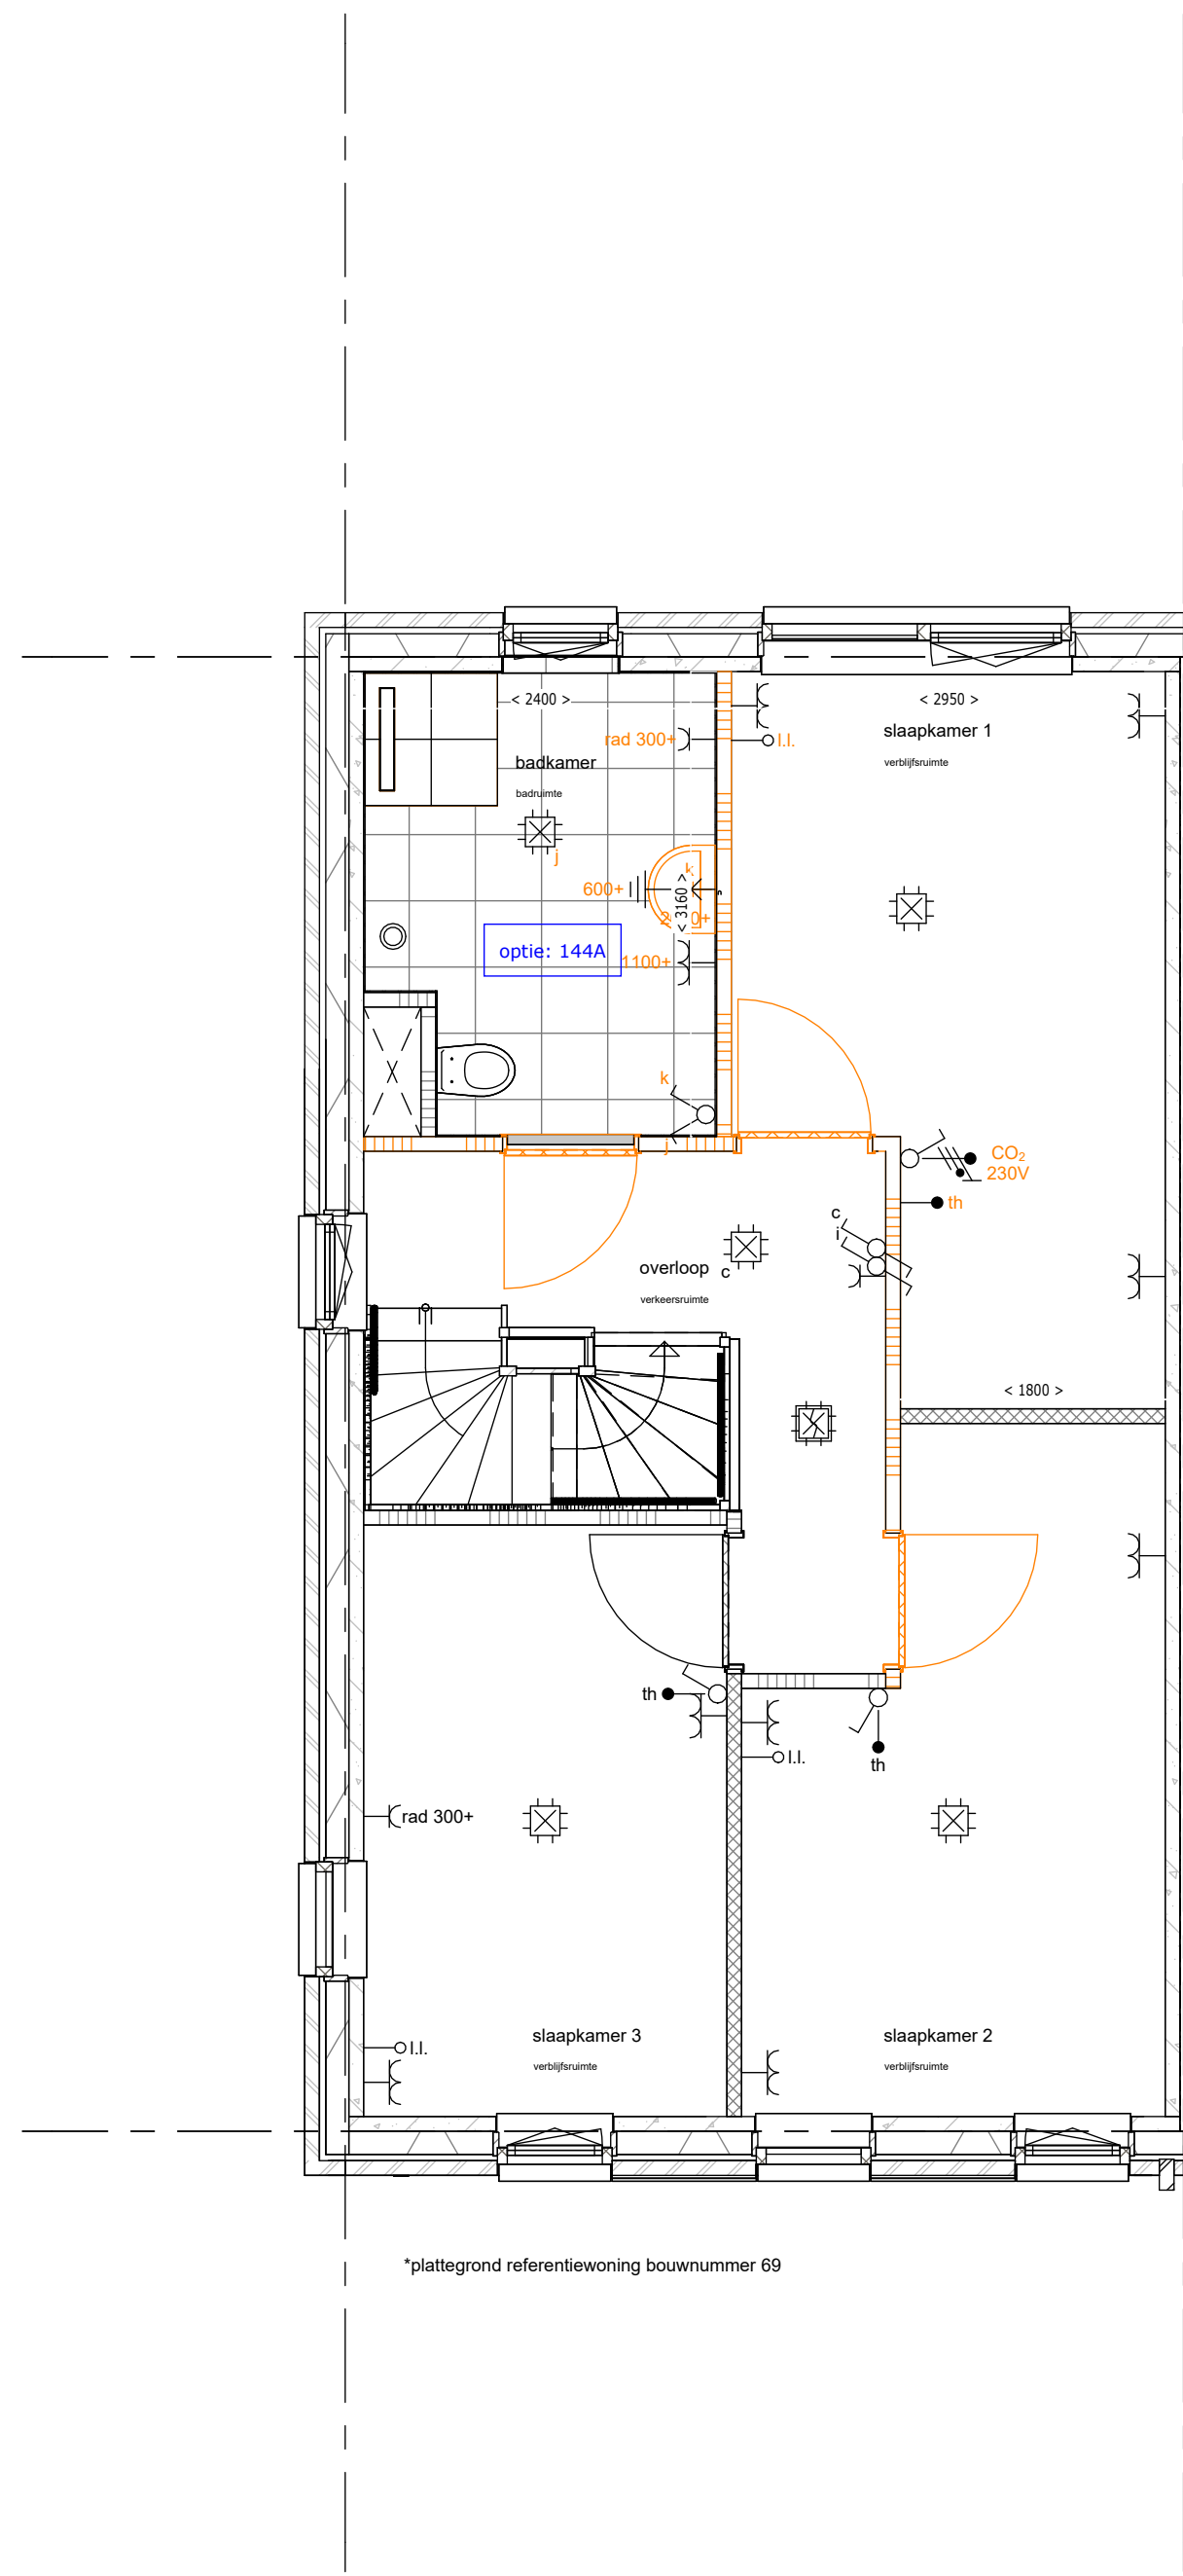 < 2400 >
< 2950 >
slaapkamer 1
verblijfsruimte
rad 300+
l.l.
badkamer
badruimte
j
k
600+
< 3160 >
optie: 144A
1100+
k
j
CO₂
230V
th
c
i
overloop
c
verkeersruimte
< 1800 >
th
l.l.
th
rad 300+
slaapkamer 3
verblijfsruimte
slaapkamer 2
verblijfsruimte
l.l.
*plattegrond referentiewoning bouwnummer 69